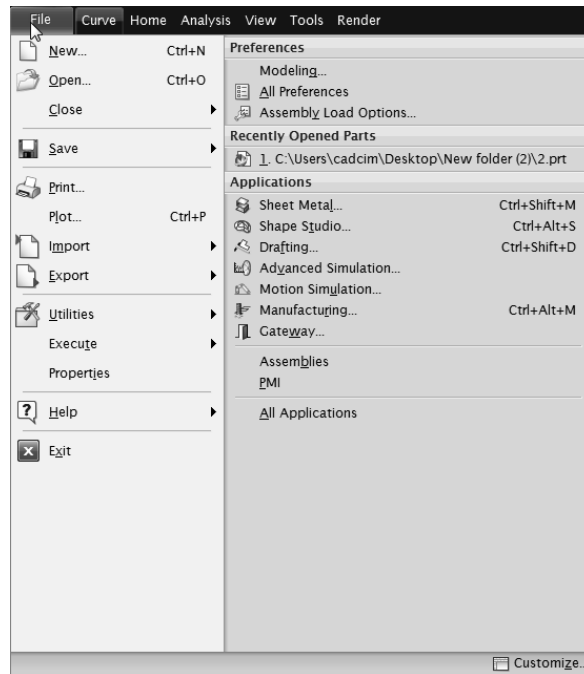 File Curve Home Analysis View Tools Render
New... Ctrl+N
Open... Ctrl+O
Close
Save
Print...
Plot... Ctrl+P
Import
Export
Utilities
Execute
Properties
Help
Exit
Preferences
Modeling...
All Preferences
Assembly Load Options...
Recently Opened Parts
1. C:\Users\cadcim\Desktop\New folder (2)\2.prt
Applications
Sheet Metal... Ctrl+Shift+M
Shape Studio... Ctrl+Alt+S
Drafting... Ctrl+Shift+D
Advanced Simulation...
Motion Simulation...
Manufacturing... Ctrl+Alt+M
Gateway...
Assemblies
PMI
All Applications
Customize..